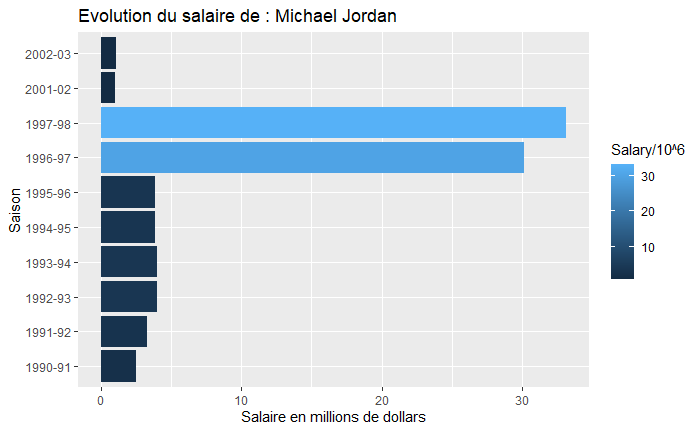 Evolution du salaire de : Michael Jordan
Saison
2002-03
2001-02
1997-98
1996-97
1995-96
1994-95
1993-94
1992-93
1991-92
1990-91
0 10 20 30
Salaire en millions de dollars
Salary/10^6
30
20
10